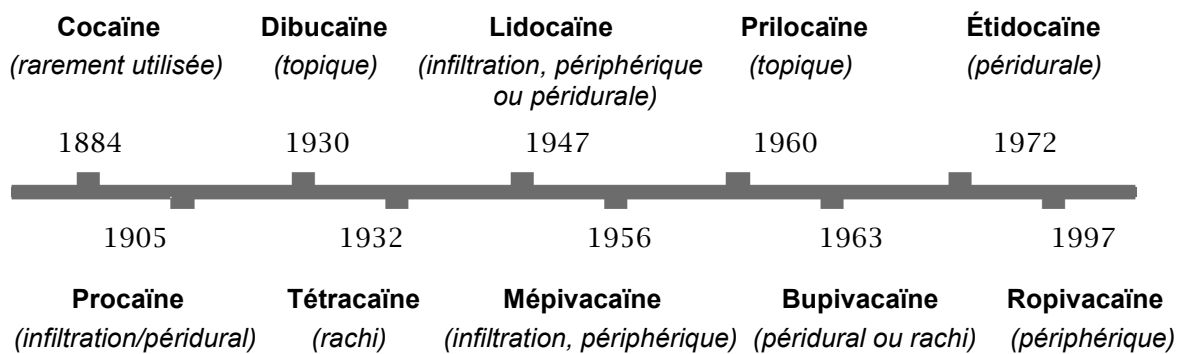 Cocaïne Dibucaïne Lidocaïne Prilocaïne Étidocaïne
(rarement utilisée) (topique) (infiltration, périphérique (topique) (péridurale)
ou péridurale)
1884 1930 1947 1960 1972
1905 1932 1956 1963 1997
Procaïne Tétracaïne Mépivacaïne Bupivacaïne Ropivacaïne
(infiltration/péridural) (rachi) (infiltration, périphérique) (péridural ou rachi) (périphérique)